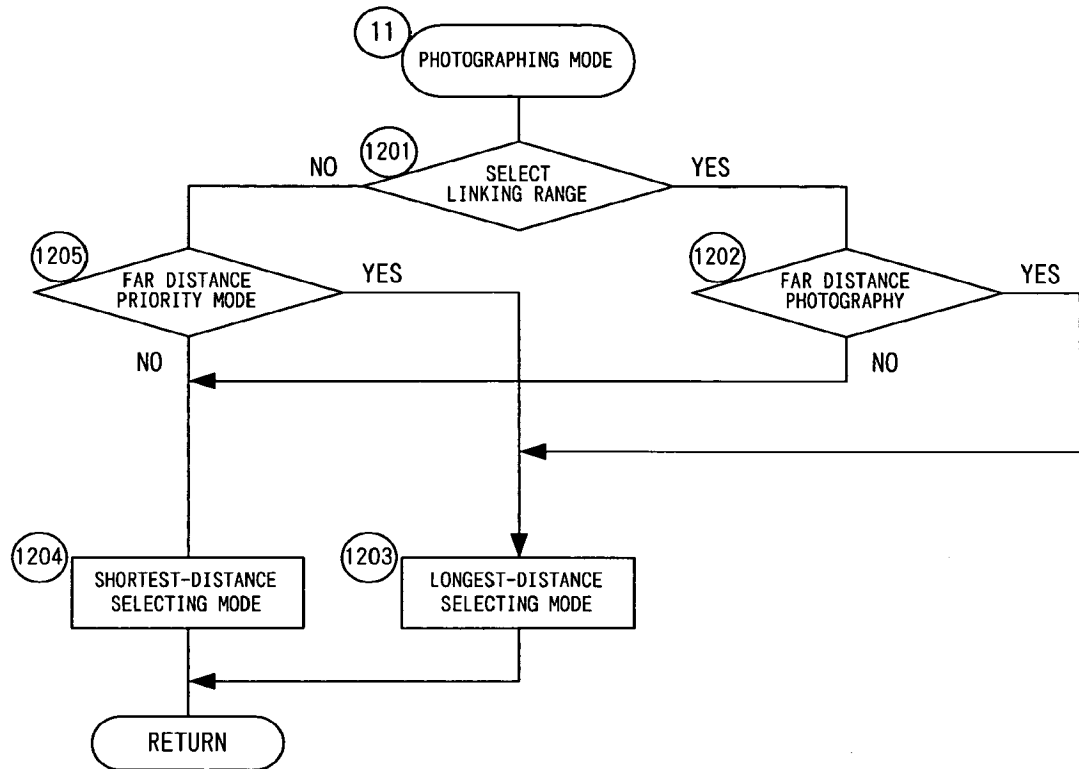 11
PHOTOGRAPHING MODE
1201
NO
SELECT
LINKING RANGE
YES
1205
FAR DISTANCE
PRIORITY MODE
YES
NO
1202
FAR DISTANCE
PHOTOGRAPHY
YES
NO
1204
SHORTEST-DISTANCE
SELECTING MODE
1203
LONGEST-DISTANCE
SELECTING MODE
RETURN